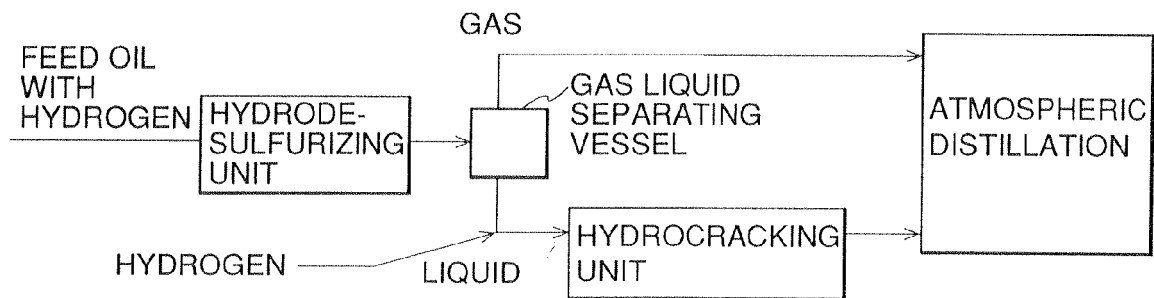 GAS
FEED OIL
WITH
HYDROGEN
HYDRODE-
SULFURIZING
UNIT
GAS LIQUID
SEPARATING
VESSEL
ATMOSPHERIC
DISTILLATION
HYDROGEN
LIQUID
HYDROCRACKING
UNIT